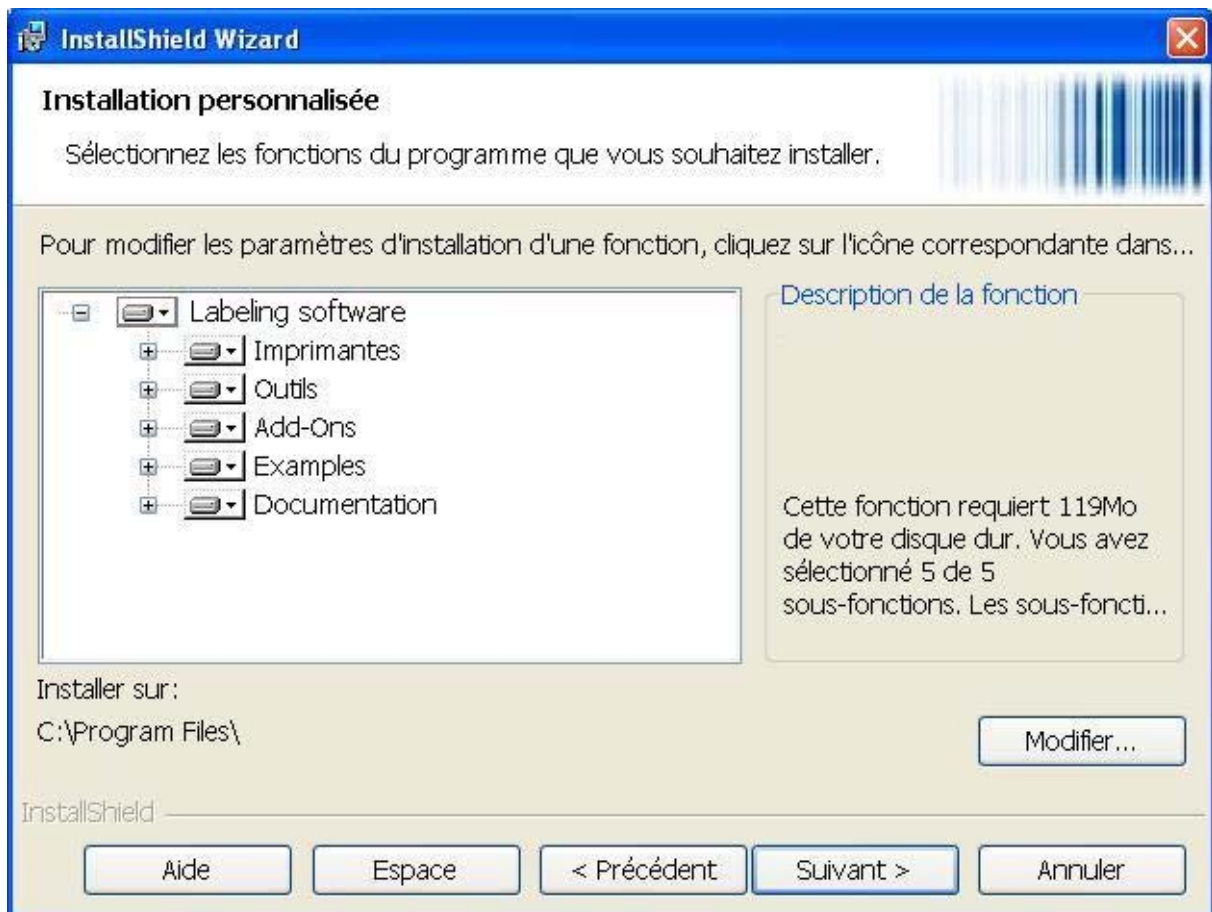 InstallShield Wizard
Installation personnalisée
Sélectionnez les fonctions du programme que vous souhaitez installer.
Pour modifier les paramètres d'installation d'une fonction, cliquez sur l'icône correspondante dans...
Labeling software
Imprimantes
Outils
Add-Ons
Examples
Documentation
Description de la fonction
Cette fonction requiert 119Mo
de votre disque dur. Vous avez
sélectionné 5 de 5
sous-fonctions. Les sous-foncti...
Installer sur:
C:\Program Files\
Modifier...
InstallShield
Aide
Espace
< Précédent
Suivant >
Annuler